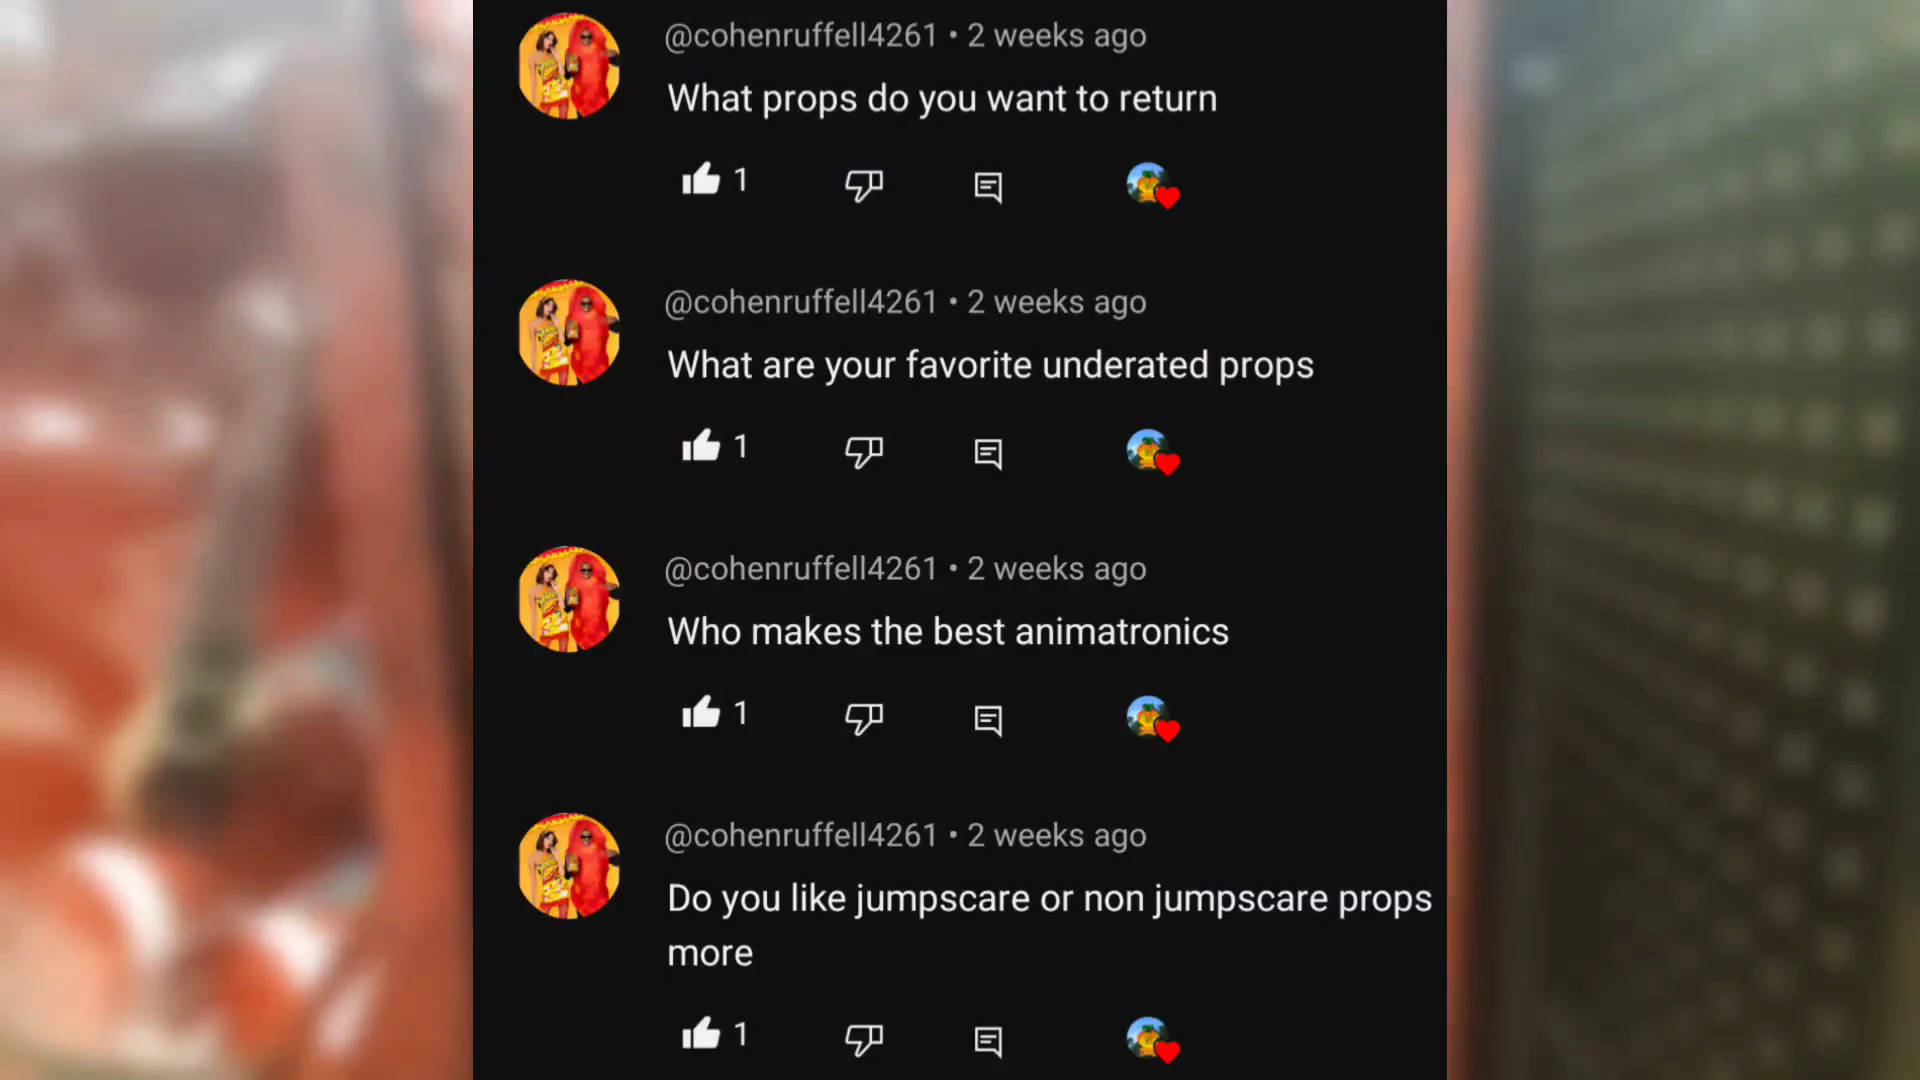 @cohenruffell4261 • 2 weeks ago
What props do you want to return
1
@cohenruffell4261 • 2 weeks ago
What are your favorite underated props
1
@cohenruffell4261 • 2 weeks ago
Who makes the best animatronics
1
@cohenruffell4261 • 2 weeks ago
Do you like jumpscare or non jumpscare props
more
1